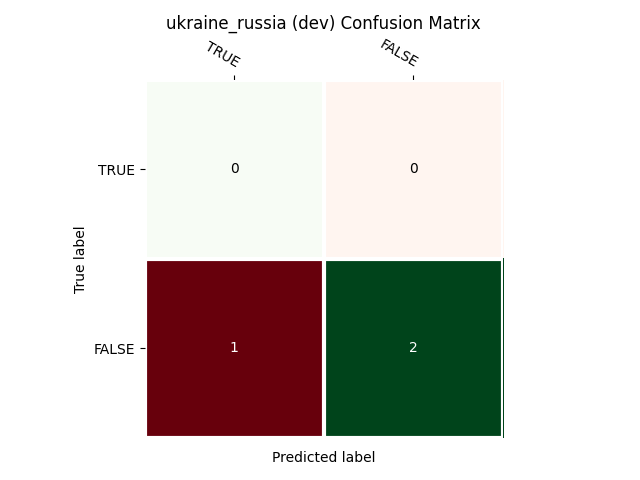 ukraine_russia (dev) Confusion Matrix
TRUE FALSE
TRUE 0 0
True label
FALSE 1 2
Predicted label